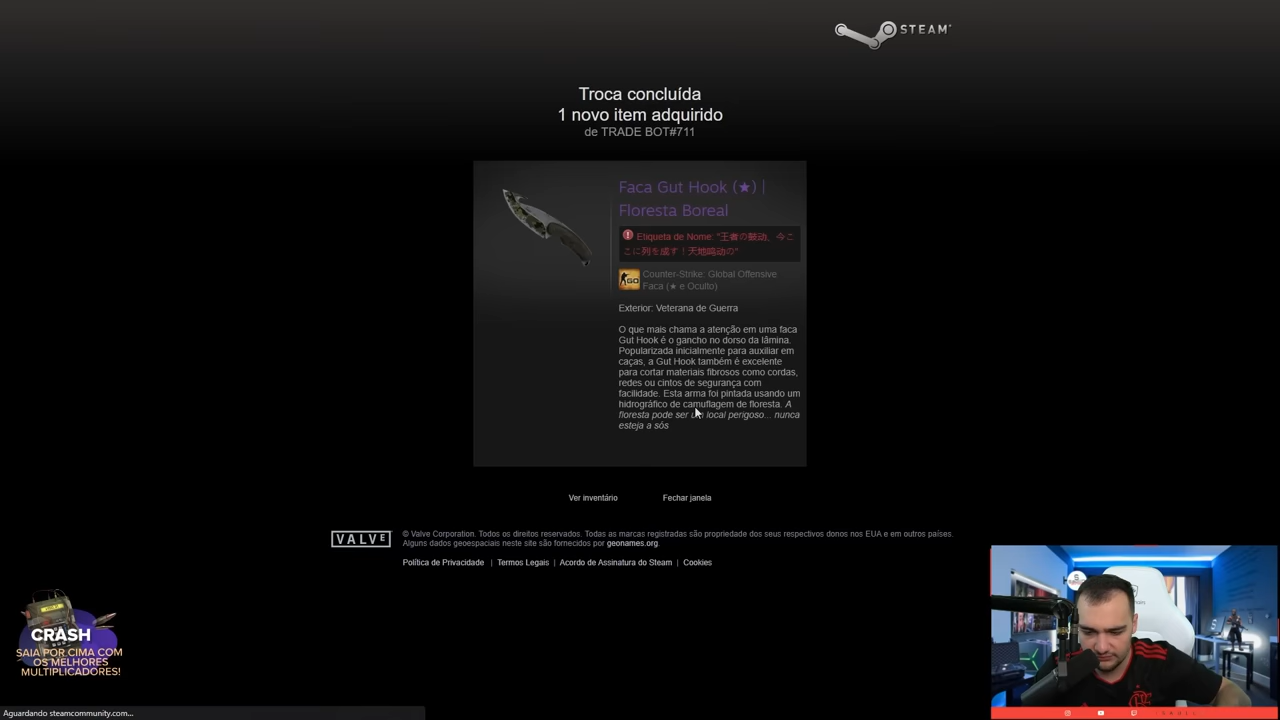 STEAM
Troca concluída
1 novo item adquirido
de TRADE BOT#711
Faca Gut Hook (★) |
Floresta Boreal
Etiqueta de Nome: "王者の鼓动、今こ
こに列を成す！天地鸣动の"
Counter-Strike: Global Offensive
Faca (★ e Oculto)
Exterior: Veterana de Guerra
O que mais chama a atenção em uma faca
Gut Hook é o gancho no dorso da lâmina.
Popularizada inicialmente para auxiliar em
caças, a Gut Hook também é excelente
para cortar materiais fibrosos como cordas,
redes ou cintos de segurança com
facilidade. Esta arma foi pintada usando um
hidrográfico de camuflagem de floresta. A
floresta pode ser um local perigoso... nunca
esteja a sós
Ver inventário Fechar janela
VALVE
© Valve Corporation. Todos os direitos reservados. Todas as marcas registradas são propriedade dos seus respectivos donos nos EUA e em outros países.
Alguns dados geoespaciais neste site são fornecidos por geonames.org.
Política de Privacidade | Termos Legais | Acordo de Assinatura do Steam | Cookies
CRASH
SAIA POR CIMA COM
OS MELHORES
MULTIPLICADORES!
Aguardando steamcommunity.com...